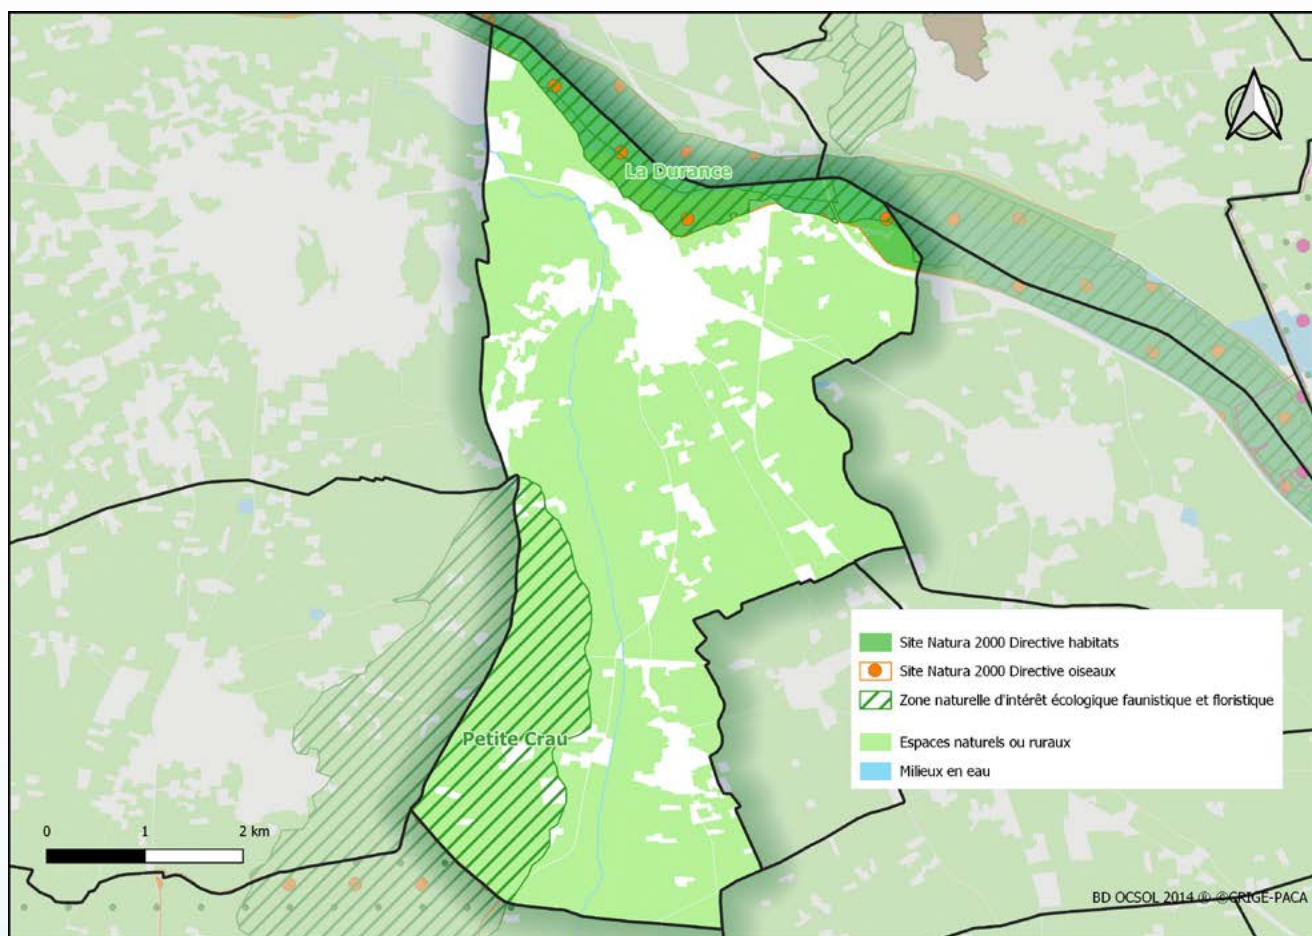 La Durance
Site Natura 2000 Directive habitats
Site Natura 2000 Directive oiseaux
Zone naturelle d'intérêt écologique faunistique et floristique
Espaces naturels ou ruraux
Milieux en eau
Petite Crau
0 1 2 km
BD OCSOL 2014 ® ©CRIGE-PACA